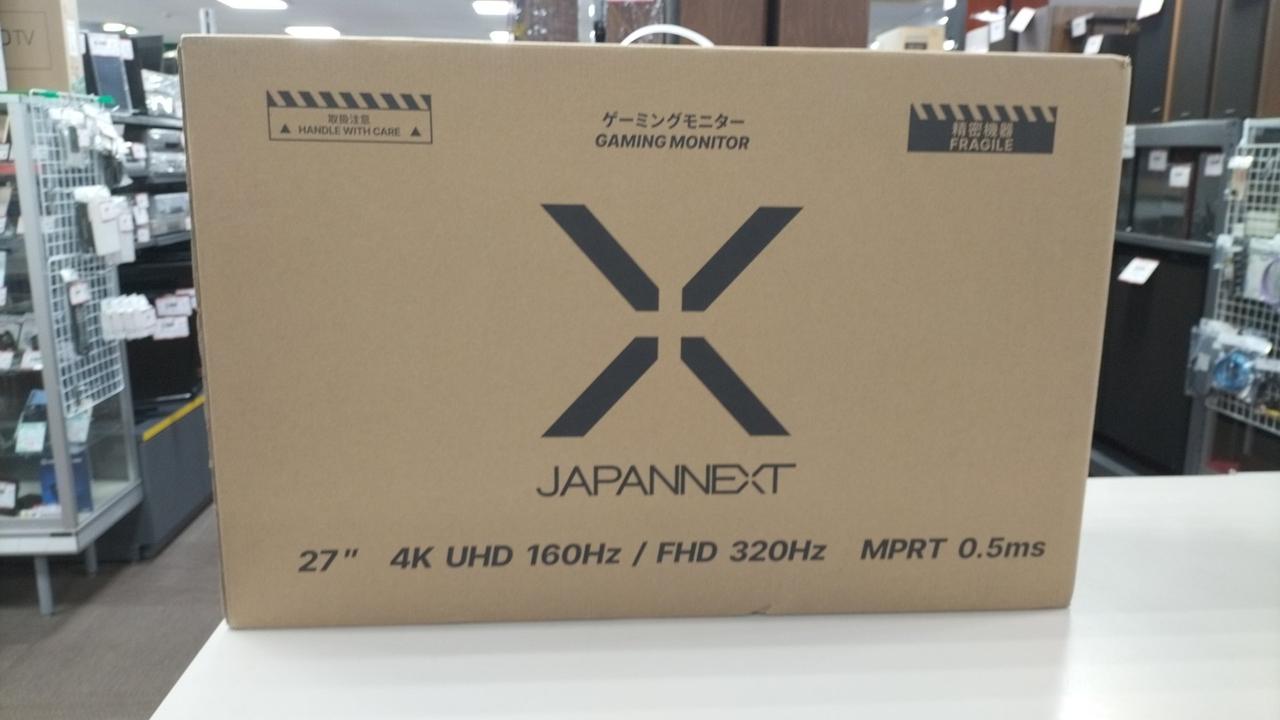 取扱注意
HANDLE WITH CARE
ゲーミングモニター
GAMING MONITOR
精密機器
FRAGILE
JAPANNEXT
27" 4K UHD 160Hz / FHD 320Hz MPRT 0.5ms